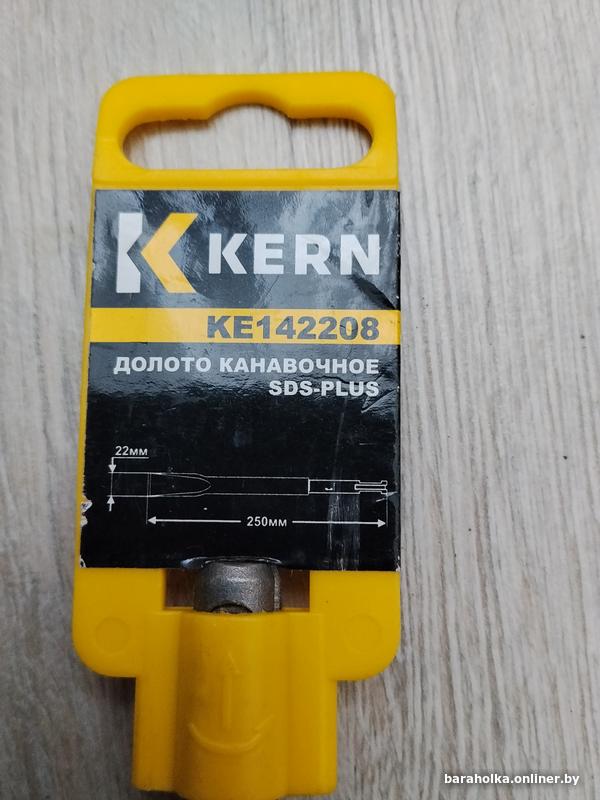 KERN
KE142208
ДОЛОТО КАНАВОЧНОЕ
SDS-PLUS
22мм
250мм
baraholka.onliner.by